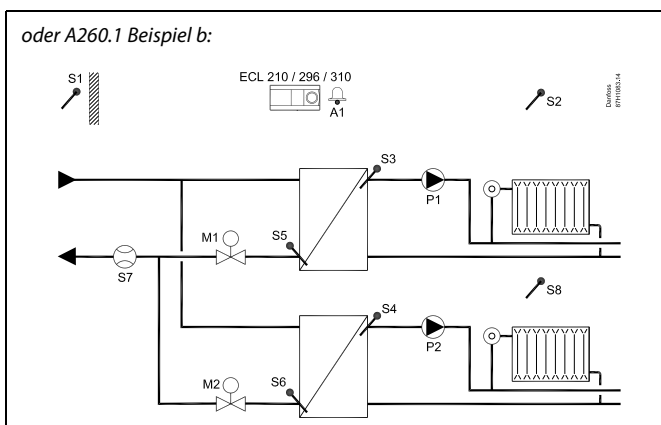 oder A260.1 Beispiel b:
S1
ECL 210 / 296 / 310
A1
S2
Danfoss
87H1083.14
S3
P1
M1
S5
S7
S8
S4
P2
M2
S6